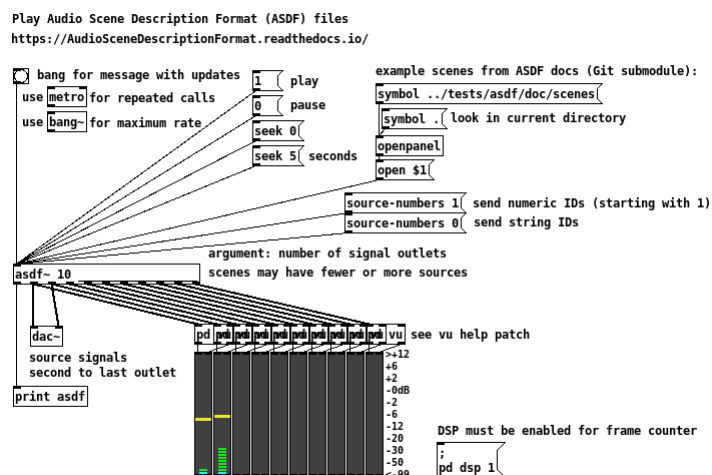 Play Audio Scene Description Format (ASDF) files
https://AudioSceneDescriptionFormat.readthedocs.io/
bang for message with updates
use metro for repeated calls
use bang~ for maximum rate
1 play
0 pause
seek 0
seek 5 seconds
example scenes from ASDF docs (Git submodule):
symbol ../tests/asdf/doc/scenes
symbol . look in current directory
openpanel
open $1
source-numbers 1 send numeric IDs (starting with 1)
source-numbers 0 send string IDs
argument: number of signal outlets
scenes may have fewer or more sources
asdf~ 10
dac~
source signals
second to last outlet
print asdf
pd vu see vu help patch
>+12
+6
+2
-0dB
-2
-6
-12
-20
-30
-50
<-99
DSP must be enabled for frame counter
;
pd dsp 1